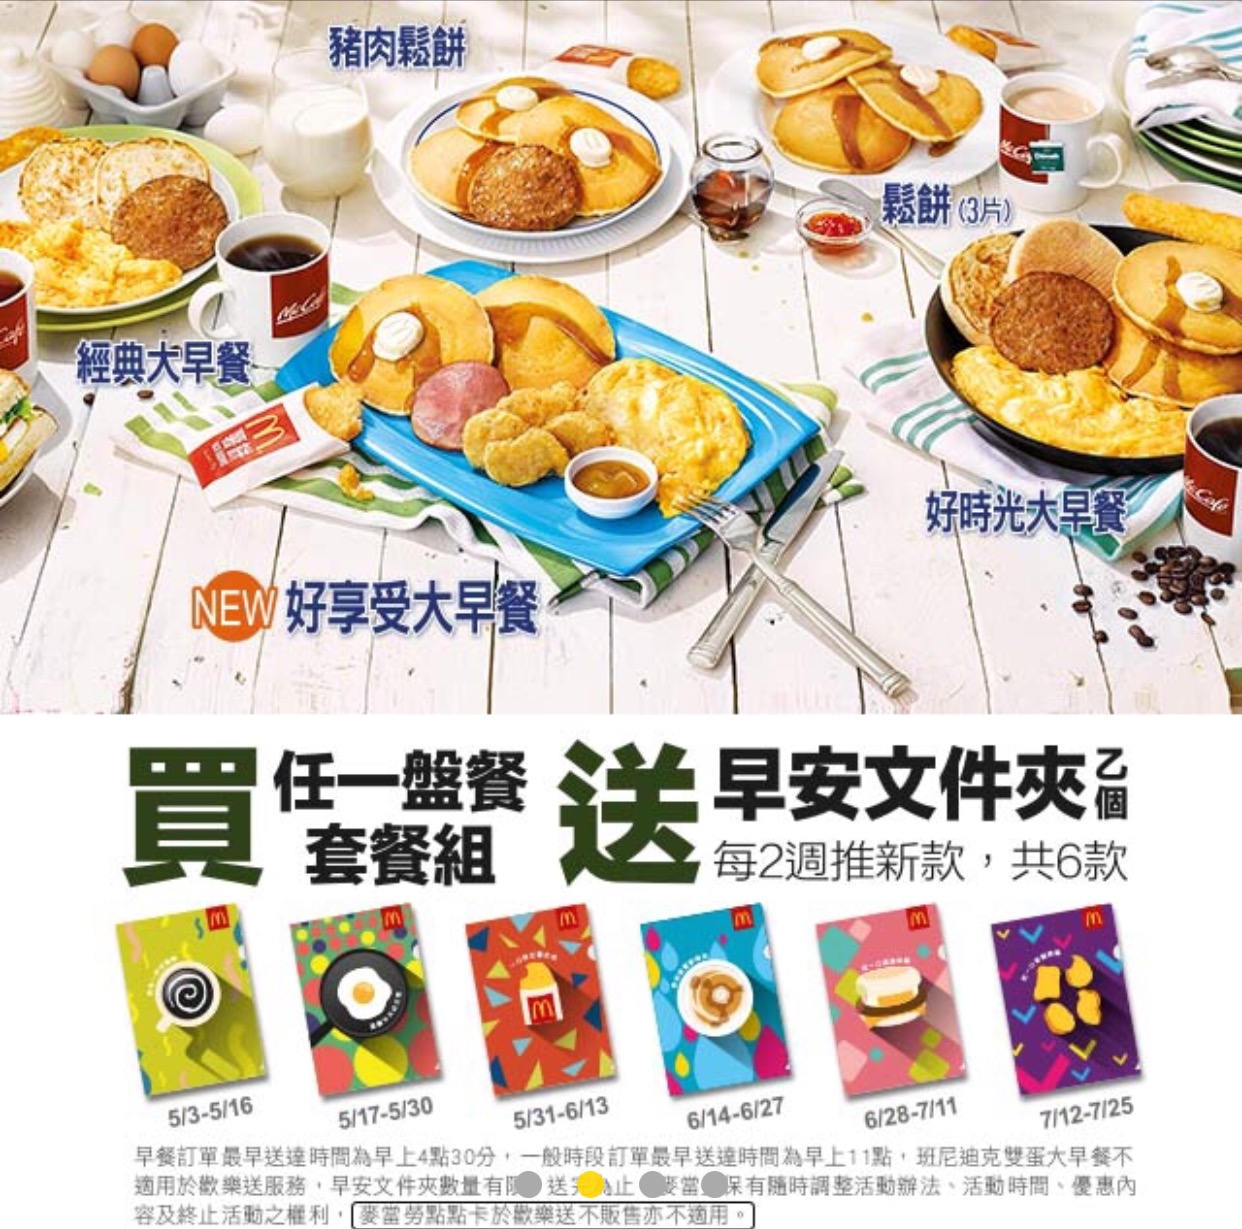 豬肉鬆餅
鬆餅(3片)
經典大早餐
McCafé
好時光大早餐
NEW 好享受大早餐
買 任一盤餐套餐組 送 早安文件夾乙個
每2週推新款，共6款
5/3-5/16
5/17-5/30
5/31-6/13
6/14-6/27
6/28-7/11
7/12-7/25
早餐訂單最早送達時間為早上4點30分，一般時段訂單最早送達時間為早上11點，班尼迪克雙蛋大早餐不
適用於歡樂送服務，早安文件夾數量有限 送完為止 麥當 保有隨時調整活動辦法、活動時間、優惠內
容及終止活動之權利，麥當勞點點卡於歡樂送不販售亦不適用。